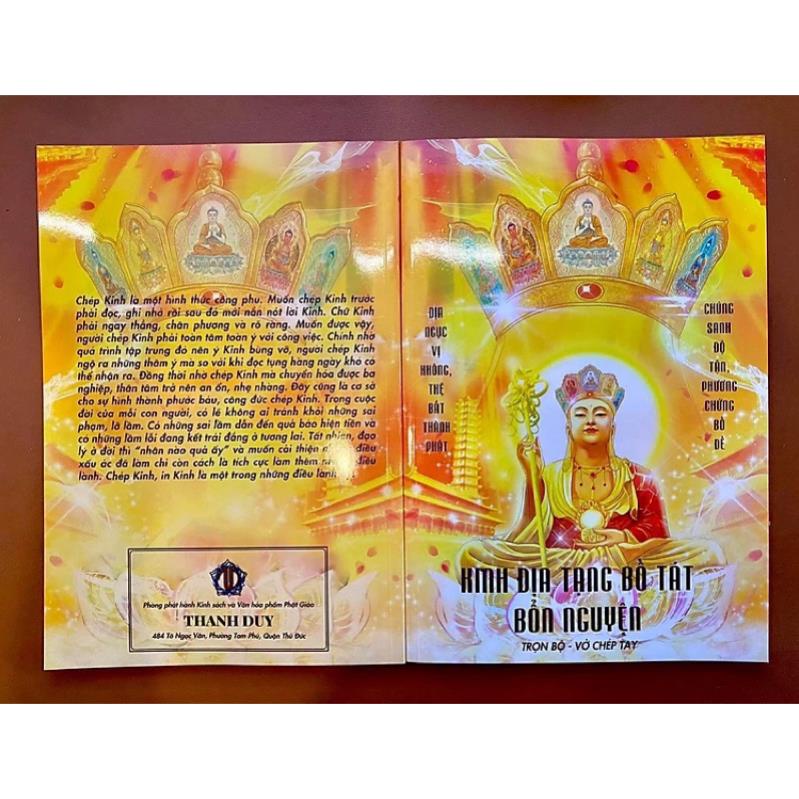 Chép Kinh là một hình thức công phu. Muốn chép Kinh trước
phải đọc, ghi nhớ rồi sau đó mới nắn nót lời Kinh. Chữ Kinh
phải ngay thẳng, chân phương và rõ ràng. Muốn được vậy,
người chép Kinh phải toàn tâm toàn ý với công việc. Chính nhờ
quá trình tập trung đó nên ý Kinh bừng vỡ, người chép Kinh
ngộ ra những thâm ý mà so với khi đọc tụng hàng ngày khó có
thể nhận ra. Đồng thời nhờ chép Kinh mà chuyển hóa được ba
nghiệp, thân tâm trở nên an ổn, nhẹ nhàng. Đây cũng là cơ sở
cho sự hình thành phước báu, công đức chép Kinh. Trong cuộc
đời của mỗi con người, có lẽ không ai tránh khỏi những sai
phạm, lỡ lầm. Có những sai lầm dẫn đến quả báo hiện tiền và
có những lầm lỗi đang kết trái đắng ở tương lai. Tất nhiên, đạo
lý ở đời thì “nhân nào quả ấy” và muốn cải thiện những điều
xấu ác đã làm chỉ còn cách là tích cực làm thêm nhiều điều
lành. Chép Kinh, in Kinh là một trong những điều lành
Phòng phát hành Kinh sách và Văn hóa phẩm Phật Giáo
THANH DUY
484 Tô Ngọc Vân, Phường Tam Phú, Quận Thủ Đức
ĐỊA
NGỤC
VỊ
KHÔNG,
THỆ
BẤT
THÀNH
PHẬT
CHÚNG
SANH
ĐỘ
TẬN,
PHƯƠNG
CHỨNG
BỒ
ĐỀ
KINH ĐỊA TẠNG BỒ TÁT
BỔN NGUYỆN
TRỌN BỘ - VỞ CHÉP TAY